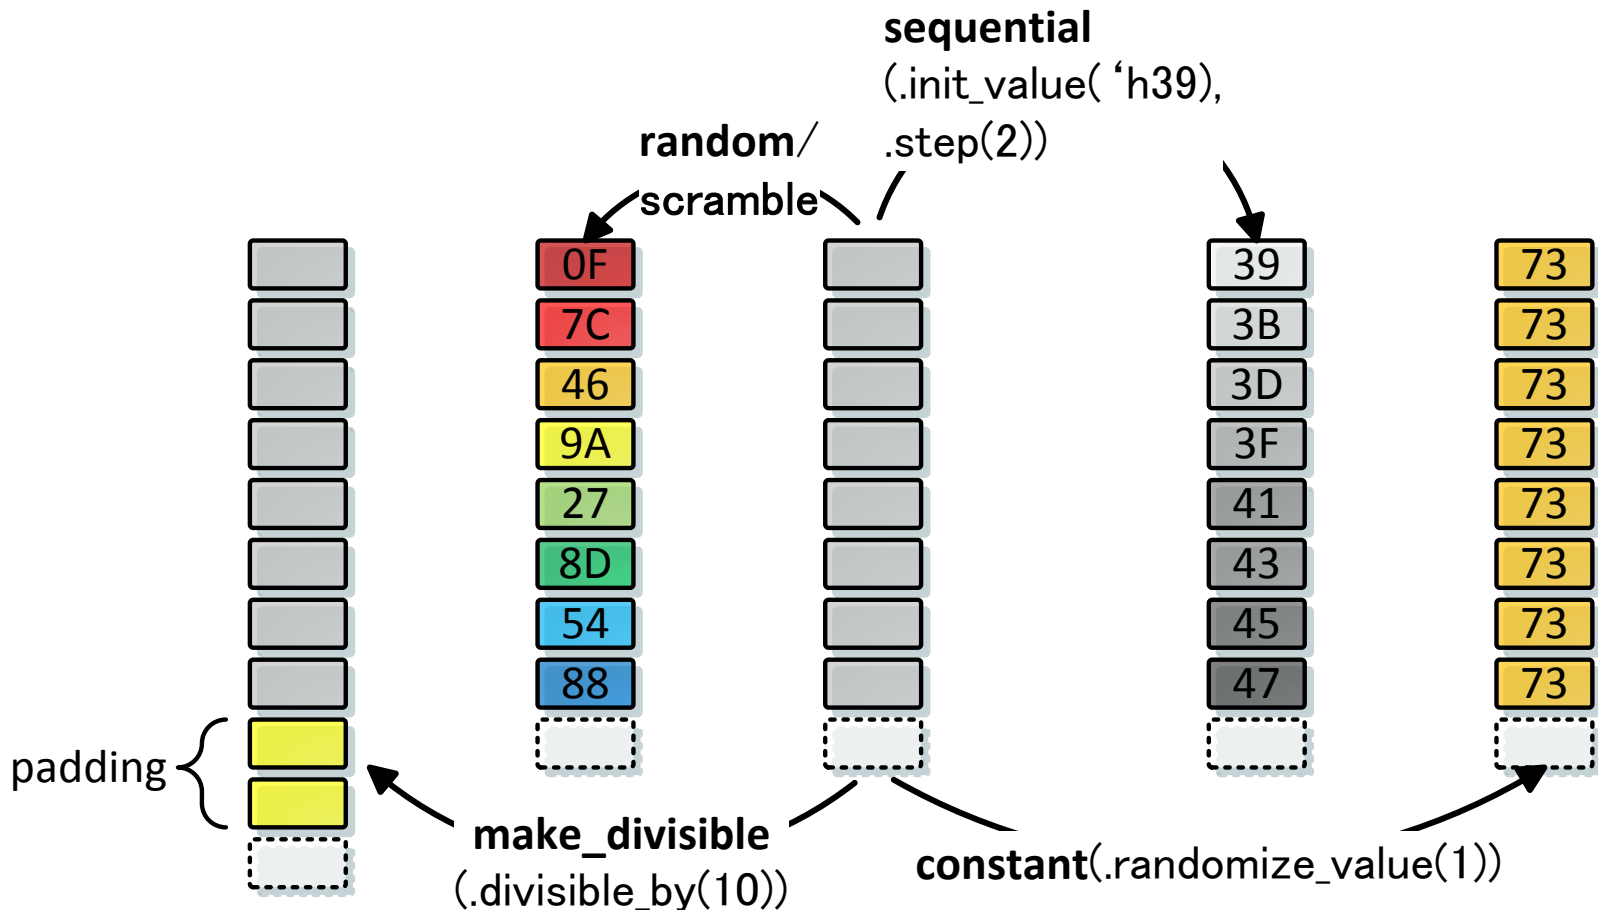 sequential
(.init_value( ‘h39),
.step(2))
random/
scramble
0F
7C
46
9A
27
8D
54
88
39
3B
3D
3F
41
43
45
47
73
73
73
73
73
73
73
73
padding
make_divisible
(.divisible_by(10))
constant(.randomize_value(1))